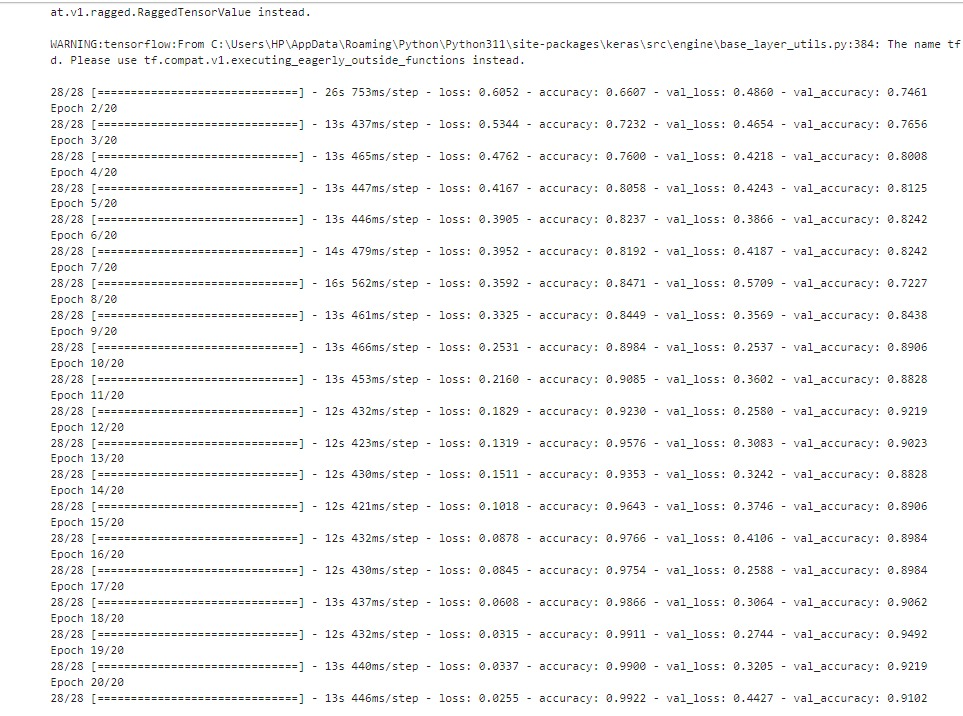 at.v1.ragged.RaggedTensorValue instead.
WARNING:tensorflow:From C:\Users\HP\AppData\Roaming\Python\Python311\site-packages\keras\src\engine\base_layer_utils.py:384: The name tf
d. Please use tf.compat.v1.executing_eagerly_outside_functions instead.
28/28 [==============================] - 26s 753ms/step - loss: 0.6052 - accuracy: 0.6607 - val_loss: 0.4860 - val_accuracy: 0.7461
Epoch 2/20
28/28 [==============================] - 13s 437ms/step - loss: 0.5344 - accuracy: 0.7232 - val_loss: 0.4654 - val_accuracy: 0.7656
Epoch 3/20
28/28 [==============================] - 13s 465ms/step - loss: 0.4762 - accuracy: 0.7600 - val_loss: 0.4218 - val_accuracy: 0.8008
Epoch 4/20
28/28 [==============================] - 13s 447ms/step - loss: 0.4167 - accuracy: 0.8058 - val_loss: 0.4243 - val_accuracy: 0.8125
Epoch 5/20
28/28 [==============================] - 13s 446ms/step - loss: 0.3905 - accuracy: 0.8237 - val_loss: 0.3866 - val_accuracy: 0.8242
Epoch 6/20
28/28 [==============================] - 14s 479ms/step - loss: 0.3952 - accuracy: 0.8192 - val_loss: 0.4187 - val_accuracy: 0.8242
Epoch 7/20
28/28 [==============================] - 16s 562ms/step - loss: 0.3592 - accuracy: 0.8471 - val_loss: 0.5709 - val_accuracy: 0.7227
Epoch 8/20
28/28 [==============================] - 13s 461ms/step - loss: 0.3325 - accuracy: 0.8449 - val_loss: 0.3569 - val_accuracy: 0.8438
Epoch 9/20
28/28 [==============================] - 13s 466ms/step - loss: 0.2531 - accuracy: 0.8984 - val_loss: 0.2537 - val_accuracy: 0.8906
Epoch 10/20
28/28 [==============================] - 13s 453ms/step - loss: 0.2160 - accuracy: 0.9085 - val_loss: 0.3602 - val_accuracy: 0.8828
Epoch 11/20
28/28 [==============================] - 12s 432ms/step - loss: 0.1829 - accuracy: 0.9230 - val_loss: 0.2580 - val_accuracy: 0.9219
Epoch 12/20
28/28 [==============================] - 12s 423ms/step - loss: 0.1319 - accuracy: 0.9576 - val_loss: 0.3083 - val_accuracy: 0.9023
Epoch 13/20
28/28 [==============================] - 12s 430ms/step - loss: 0.1511 - accuracy: 0.9353 - val_loss: 0.3242 - val_accuracy: 0.8828
Epoch 14/20
28/28 [==============================] - 12s 421ms/step - loss: 0.1018 - accuracy: 0.9643 - val_loss: 0.3746 - val_accuracy: 0.8906
Epoch 15/20
28/28 [==============================] - 12s 432ms/step - loss: 0.0878 - accuracy: 0.9766 - val_loss: 0.4106 - val_accuracy: 0.8984
Epoch 16/20
28/28 [==============================] - 12s 430ms/step - loss: 0.0845 - accuracy: 0.9754 - val_loss: 0.2588 - val_accuracy: 0.8984
Epoch 17/20
28/28 [==============================] - 13s 437ms/step - loss: 0.0608 - accuracy: 0.9866 - val_loss: 0.3064 - val_accuracy: 0.9062
Epoch 18/20
28/28 [==============================] - 12s 432ms/step - loss: 0.0315 - accuracy: 0.9911 - val_loss: 0.2744 - val_accuracy: 0.9492
Epoch 19/20
28/28 [==============================] - 13s 440ms/step - loss: 0.0337 - accuracy: 0.9900 - val_loss: 0.3205 - val_accuracy: 0.9219
Epoch 20/20
28/28 [==============================] - 13s 446ms/step - loss: 0.0255 - accuracy: 0.9922 - val_loss: 0.4427 - val_accuracy: 0.9102